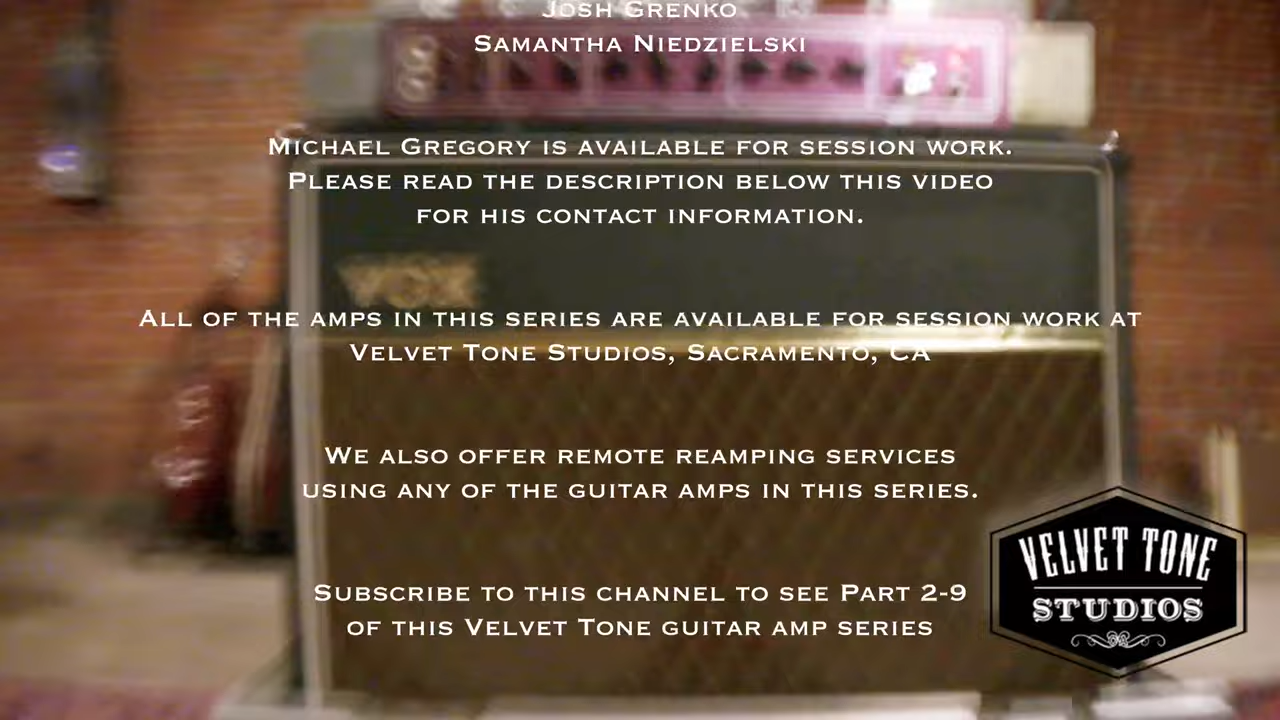 Josh Grenko
Samantha Niedzielski
Michael Gregory is available for session work.
Please read the description below this video
for his contact information.
VOX
All of the amps in this series are available for session work at
Velvet Tone Studios, Sacramento, CA
We also offer remote reamping services
using any of the guitar amps in this series.
Subscribe to this channel to see Part 2-9
of this Velvet Tone guitar amp series
VELVET TONE
STUDIOS